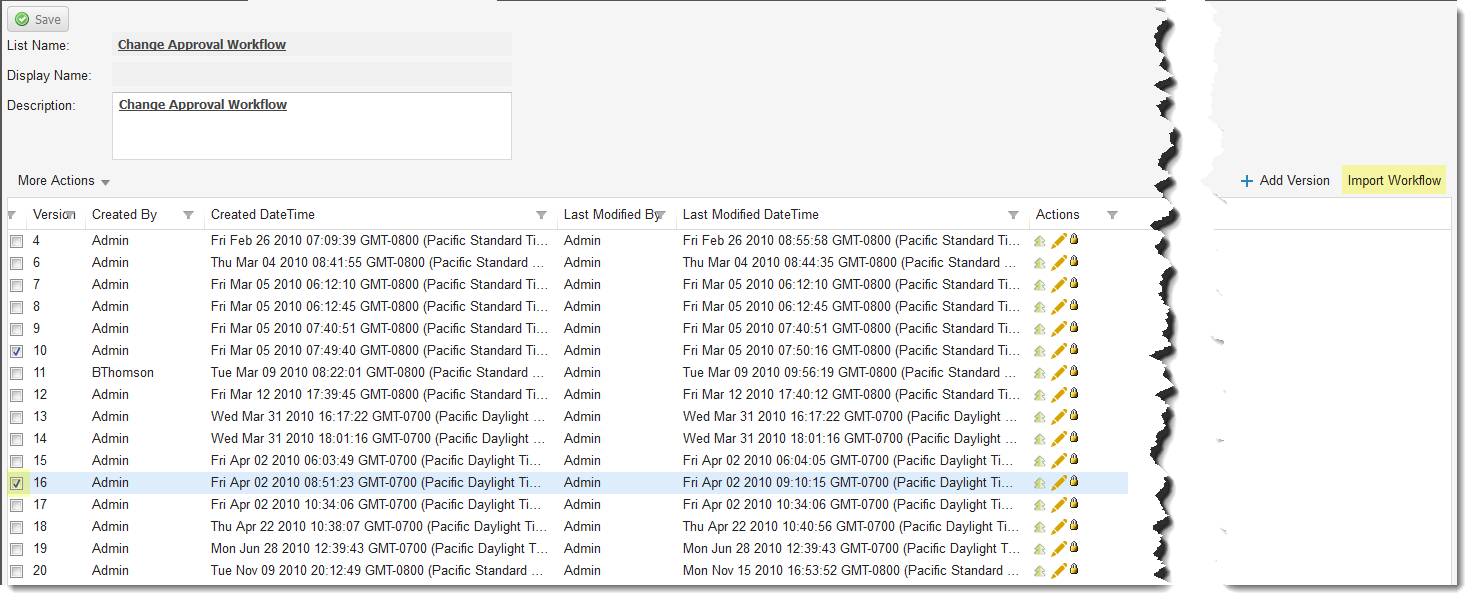 Save
List Name: Change Approval Workflow
Display Name:
Description: Change Approval Workflow
More Actions + Add Version Import Workflow
Version Created By Created DateTime Last Modified By Last Modified DateTime Actions
4 Admin Fri Feb 26 2010 07:09:39 GMT-0800 (Pacific Standard Ti... Admin Fri Feb 26 2010 08:55:58 GMT-0800 (Pacific Standard Ti...
6 Admin Thu Mar 04 2010 08:41:55 GMT-0800 (Pacific Standard ... Admin Thu Mar 04 2010 08:44:35 GMT-0800 (Pacific Standard ...
7 Admin Fri Mar 05 2010 06:12:10 GMT-0800 (Pacific Standard Ti... Admin Fri Mar 05 2010 06:12:10 GMT-0800 (Pacific Standard Ti...
8 Admin Fri Mar 05 2010 06:12:45 GMT-0800 (Pacific Standard Ti... Admin Fri Mar 05 2010 06:12:45 GMT-0800 (Pacific Standard Ti...
9 Admin Fri Mar 05 2010 07:40:51 GMT-0800 (Pacific Standard Ti... Admin Fri Mar 05 2010 07:40:51 GMT-0800 (Pacific Standard Ti...
10 Admin Fri Mar 05 2010 07:49:40 GMT-0800 (Pacific Standard Ti... Admin Fri Mar 05 2010 07:50:16 GMT-0800 (Pacific Standard Ti...
11 BThomson Tue Mar 09 2010 08:22:01 GMT-0800 (Pacific Standard ... Admin Tue Mar 09 2010 09:56:19 GMT-0800 (Pacific Standard ...
12 Admin Fri Mar 12 2010 17:39:45 GMT-0800 (Pacific Standard Ti... Admin Fri Mar 12 2010 17:40:12 GMT-0800 (Pacific Standard Ti...
13 Admin Wed Mar 31 2010 16:17:22 GMT-0700 (Pacific Daylight ... Admin Wed Mar 31 2010 16:17:22 GMT-0700 (Pacific Daylight ...
14 Admin Wed Mar 31 2010 18:01:16 GMT-0700 (Pacific Daylight ... Admin Wed Mar 31 2010 18:01:16 GMT-0700 (Pacific Daylight ...
15 Admin Fri Apr 02 2010 06:03:49 GMT-0700 (Pacific Daylight Ti... Admin Fri Apr 02 2010 06:04:05 GMT-0700 (Pacific Daylight Ti...
16 Admin Fri Apr 02 2010 08:51:23 GMT-0700 (Pacific Daylight Ti... Admin Fri Apr 02 2010 09:10:15 GMT-0700 (Pacific Daylight Ti...
17 Admin Fri Apr 02 2010 10:34:06 GMT-0700 (Pacific Daylight Ti... Admin Fri Apr 02 2010 10:34:06 GMT-0700 (Pacific Daylight Ti...
18 Admin Thu Apr 22 2010 10:38:07 GMT-0700 (Pacific Daylight Ti... Admin Thu Apr 22 2010 10:40:56 GMT-0700 (Pacific Daylight Ti...
19 Admin Mon Jun 28 2010 12:39:43 GMT-0700 (Pacific Daylight T... Admin Mon Jun 28 2010 12:39:43 GMT-0700 (Pacific Daylight T...
20 Admin Tue Nov 09 2010 20:12:49 GMT-0800 (Pacific Standard ... Admin Mon Nov 15 2010 16:53:52 GMT-0800 (Pacific Standard ...